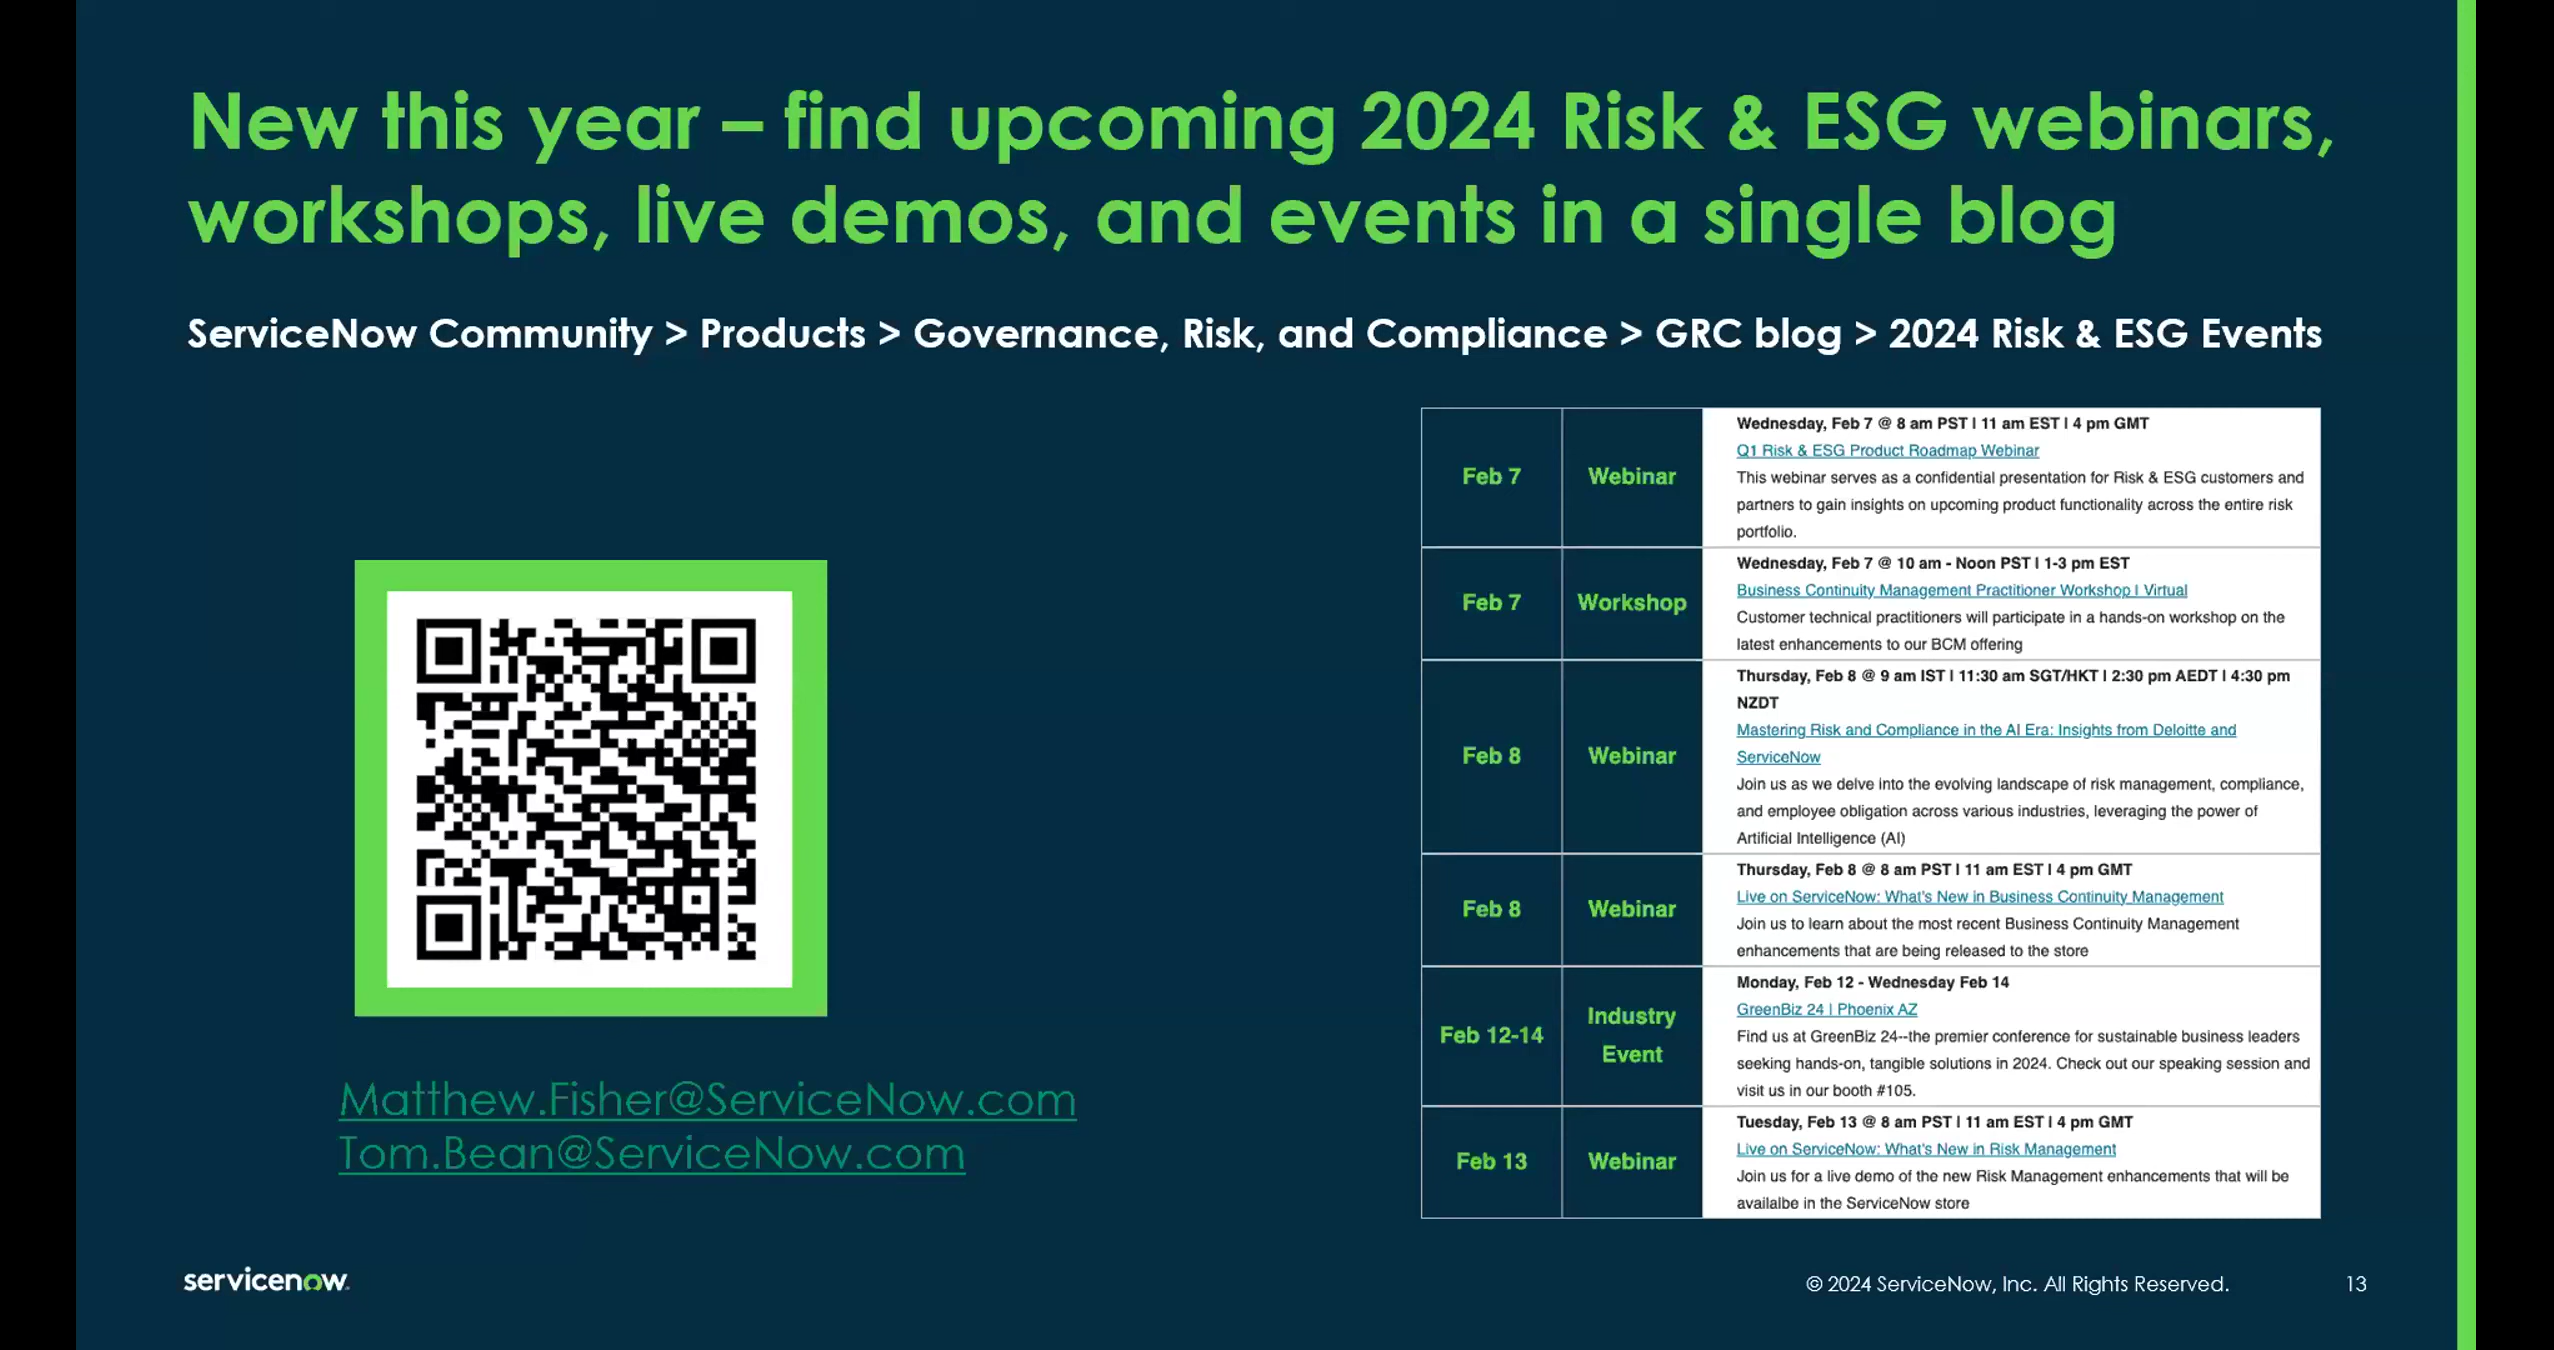 New this year – find upcoming 2024 Risk & ESG webinars,
workshops, live demos, and events in a single blog
ServiceNow Community > Products > Governance, Risk, and Compliance > GRC blog > 2024 Risk & ESG Events
Matthew.Fisher@ServiceNow.com
Tom.Bean@ServiceNow.com
Feb 7
Webinar
Wednesday, Feb 7 @ 8 am PST | 11 am EST | 4 pm GMT
Q1 Risk & ESG Product Roadmap Webinar
This webinar serves as a confidential presentation for Risk & ESG customers and
partners to gain insights on upcoming product functionality across the entire risk
portfolio.
Feb 7
Workshop
Wednesday, Feb 7 @ 10 am - Noon PST | 1-3 pm EST
Business Continuity Management Practitioner Workshop | Virtual
Customer technical practitioners will participate in a hands-on workshop on the
latest enhancements to our BCM offering
Feb 8
Webinar
Thursday, Feb 8 @ 9 am IST | 11:30 am SGT/HKT | 2:30 pm AEDT | 4:30 pm
NZDT
Mastering Risk and Compliance in the AI Era: Insights from Deloitte and
ServiceNow
Join us as we delve into the evolving landscape of risk management, compliance,
and employee obligation across various industries, leveraging the power of
Artificial Intelligence (AI)
Feb 8
Webinar
Thursday, Feb 8 @ 8 am PST | 11 am EST | 4 pm GMT
Live on ServiceNow: What's New in Business Continuity Management
Join us to learn about the most recent Business Continuity Management
enhancements that are being released to the store
Feb 12-14
Industry
Event
Monday, Feb 12 - Wednesday Feb 14
GreenBiz 24 | Phoenix AZ
Find us at GreenBiz 24--the premier conference for sustainable business leaders
seeking hands-on, tangible solutions in 2024. Check out our speaking session and
visit us in our booth #105.
Feb 13
Webinar
Tuesday, Feb 13 @ 8 am PST | 11 am EST | 4 pm GMT
Live on ServiceNow: What's New in Risk Management
Join us for a live demo of the new Risk Management enhancements that will be
availalbe in the ServiceNow store
servicenow
© 2024 ServiceNow, Inc. All Rights Reserved.
13